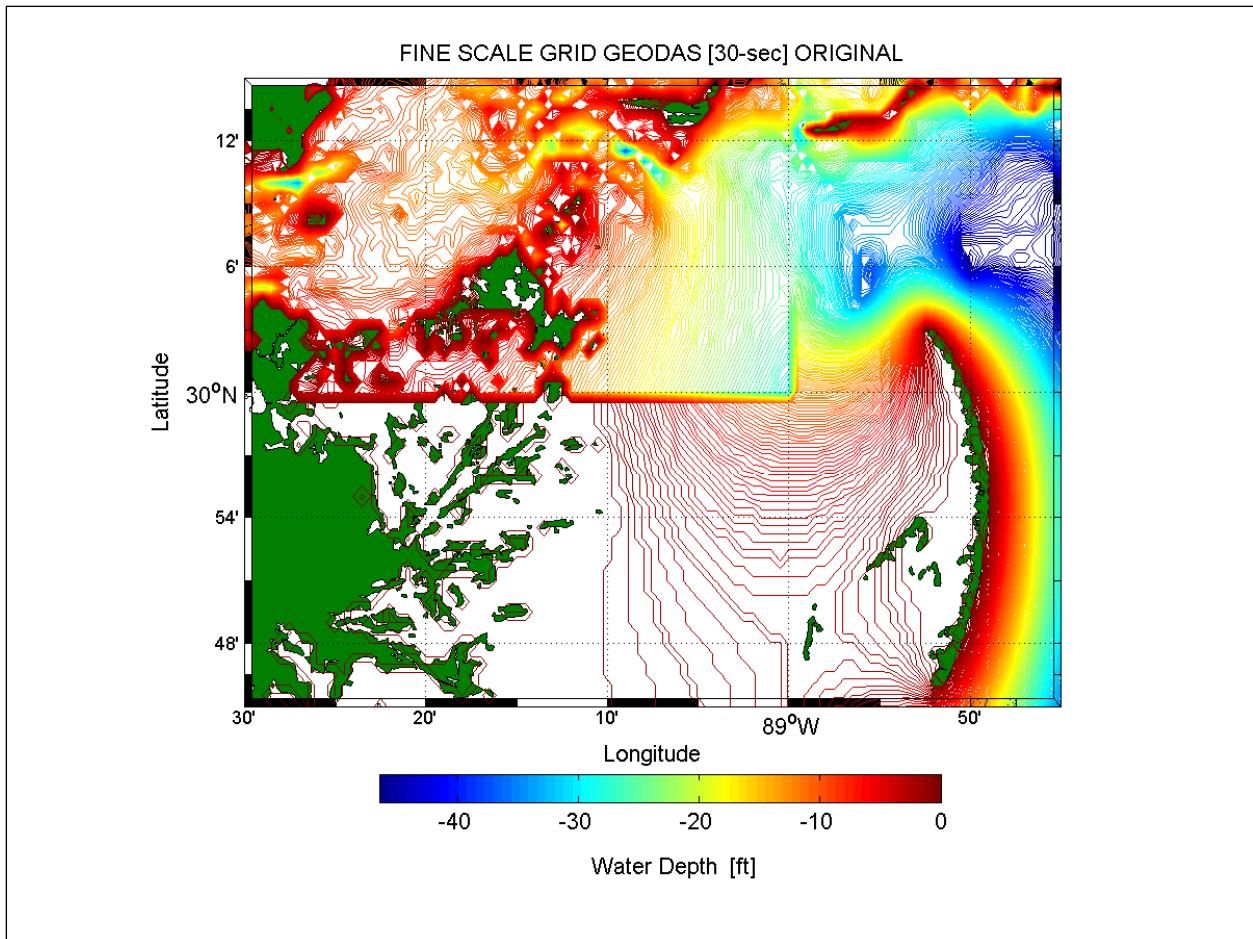 FINE SCALE GRID GEODAS [30-sec] ORIGINAL
12'
6'
30°N
54'
48'
Latitude
30' 20' 10' 89°W 50'
Longitude
-40 -30 -20 -10 0
Water Depth [ft]